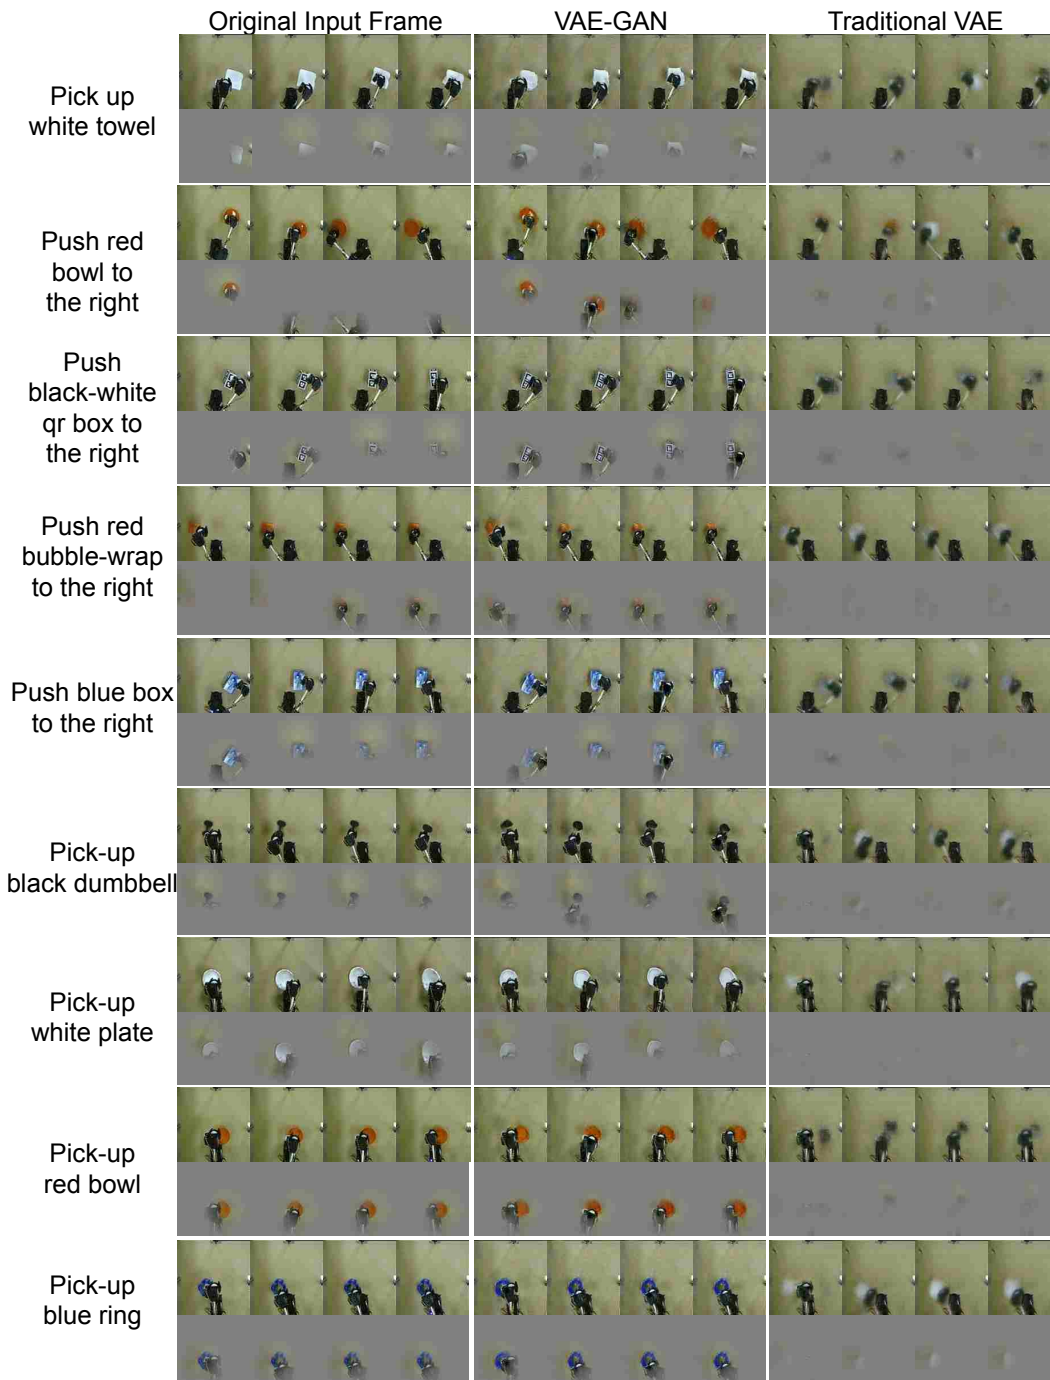 Original Input Frame
VAE-GAN
Traditional VAE
Pick up
white towel
Push red
bowl to
the right
Push
black-white
qr box to
the right
Push red
bubble-wrap
to the right
Push blue box
to the right
Pick-up
black dumbbell
Pick-up
white plate
Pick-up
red bowl
Pick-up
blue ring